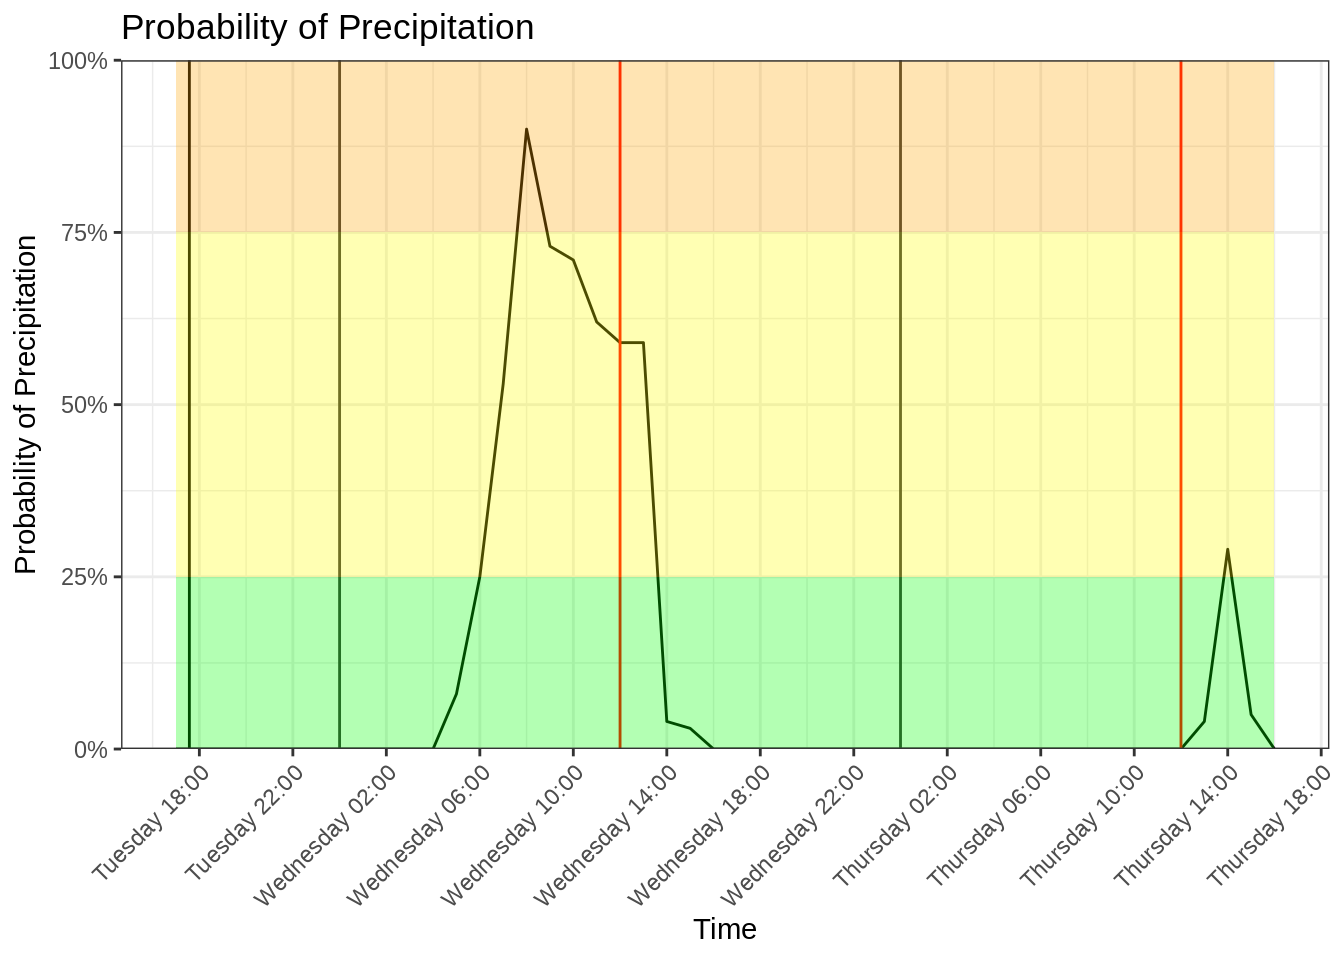 Probability of Precipitation
Probability of Precipitation
100%
75%
50%
25%
0%
Tuesday 18:00
Tuesday 22:00
Wednesday 02:00
Wednesday 06:00
Wednesday 10:00
Wednesday 14:00
Wednesday 18:00
Wednesday 22:00
Thursday 02:00
Thursday 06:00
Thursday 10:00
Thursday 14:00
Thursday 18:00
Time